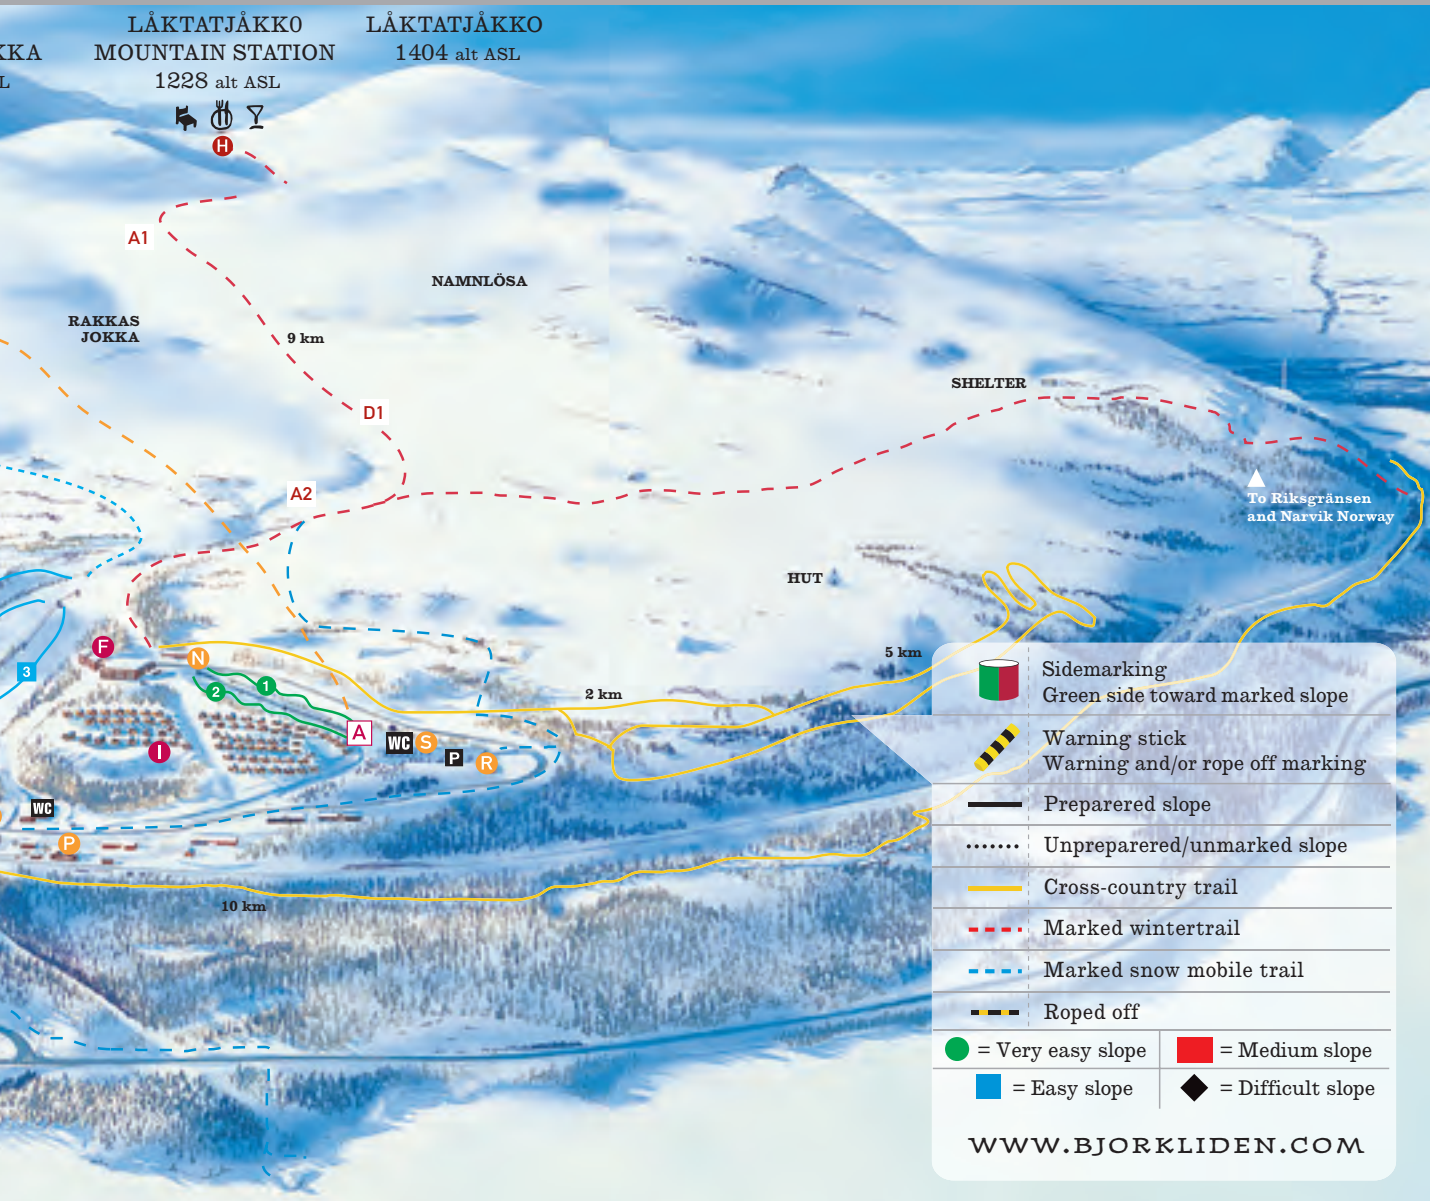 KKA
L
LÅKTATJÅKKO
MOUNTAIN STATION
1228 alt ASL
LÅKTATJÅKKO
1404 alt ASL
H
A1
NAMNLÖSA
RAKKAS
JOKKA
9 km
SHELTER
D1
A2
To Riksgränsen
and Narvik Norway
HUT
F
N
5 km
3
2
1
2 km
A
WC
S
I
P
R
WC
P
10 km
Sidemarking
Green side toward marked slope
Warning stick
Warning and/or rope off marking
Preparered slope
Unpreparered/unmarked slope
Cross-country trail
Marked wintertrail
Marked snow mobile trail
Roped off
= Very easy slope
= Medium slope
= Easy slope
= Difficult slope
WWW.BJORKLIDEN.COM